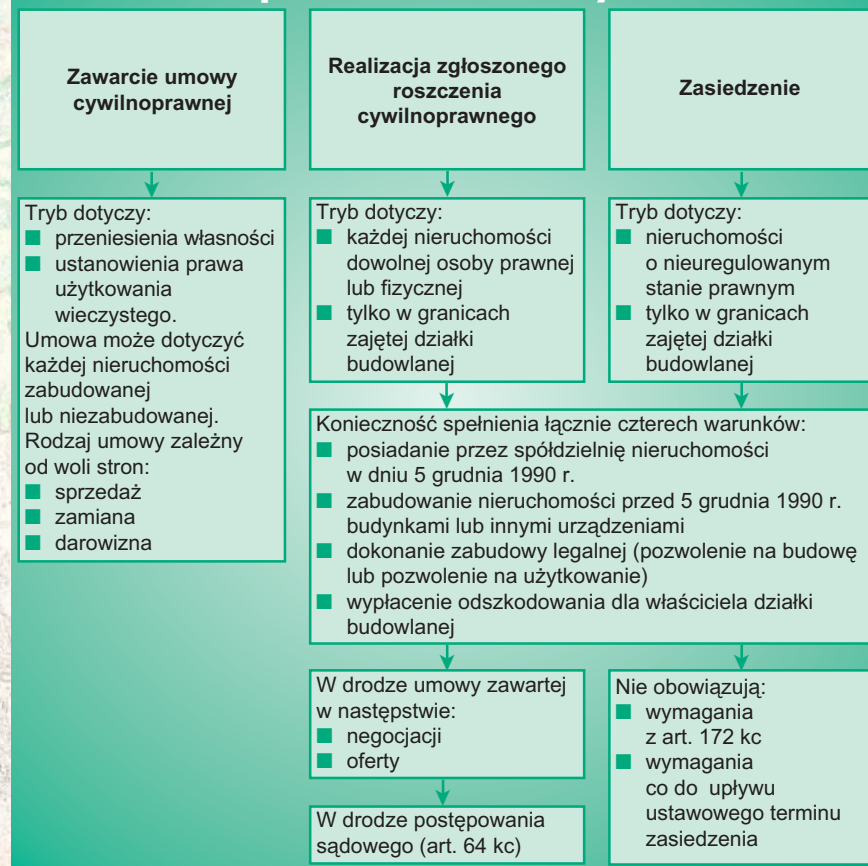 Zawarcie umowy
cywilnoprawnej
Realizacja zgłoszonego
roszczenia
cywilnoprawnego
Zasiedzenie
Tryb dotyczy:
■ przeniesienia własności
■ ustanowienia prawa
użytkowania
wieczystego.
Umowa może dotyczyć
każdej nieruchomości
zabudowanej
lub niezabudowanej.
Rodzaj umowy zależny
od woli stron:
■ sprzedaż
■ zamiana
■ darowizna
Tryb dotyczy:
■ każdej nieruchomości
dowolnej osoby prawnej
lub fizycznej
■ tylko w granicach
zajętej działki
budowlanej
Tryb dotyczy:
■ nieruchomości
o nieuregulowanym
stanie prawnym
■ tylko w granicach
zajętej działki
budowlanej
Konieczność spełnienia łącznie czterech warunków:
■ posiadanie przez spółdzielnię nieruchomości
w dniu 5 grudnia 1990 r.
■ zabudowanie nieruchomości przed 5 grudnia 1990 r.
budynkami lub innymi urządzeniami
■ dokonanie zabudowy legalnej (pozwolenie na budowę
lub pozwolenie na użytkowanie)
■ wypłacenie odszkodowania dla właściciela działki
budowlanej
W drodze umowy zawartej
w następstwie:
■ negocjacji
■ oferty
W drodze postępowania
sądowego (art. 64 kc)
Nie obowiązują:
■ wymagania
z art. 172 kc
■ wymagania
co do upływu
ustawowego terminu
zasiedzenia